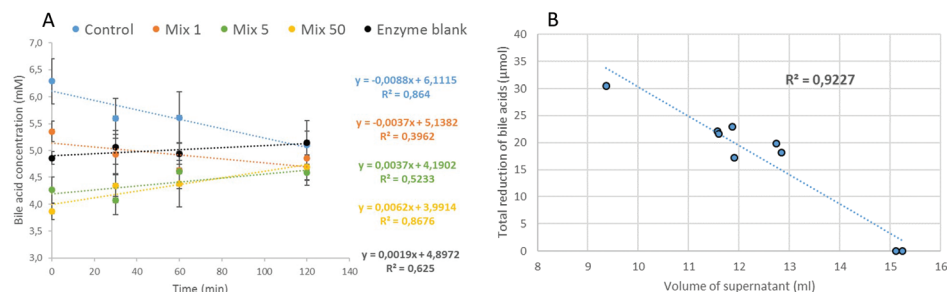 A
Control Mix 1 Mix 5 Mix 50 Enzyme blank
Bile acid concentration (mM)
7,0
6,5
6,0
5,5
5,0
4,5
4,0
3,5
3,0
0 20 40 60 80 100 120 140
Time (min)
y = -0,0088x + 6,1115
R² = 0,864
y = -0,0037x + 5,1382
R² = 0,3962
y = 0,0037x + 4,1902
R² = 0,5233
y = 0,0062x + 3,9914
R² = 0,8676
y = 0,0019x + 4,8972
R² = 0,625
B
Total reduction of bile acids (μmol)
40
35
30
25
20
15
10
5
0
R² = 0,9227
8 9 10 11 12 13 14 15 16
Volume of supernatant (ml)